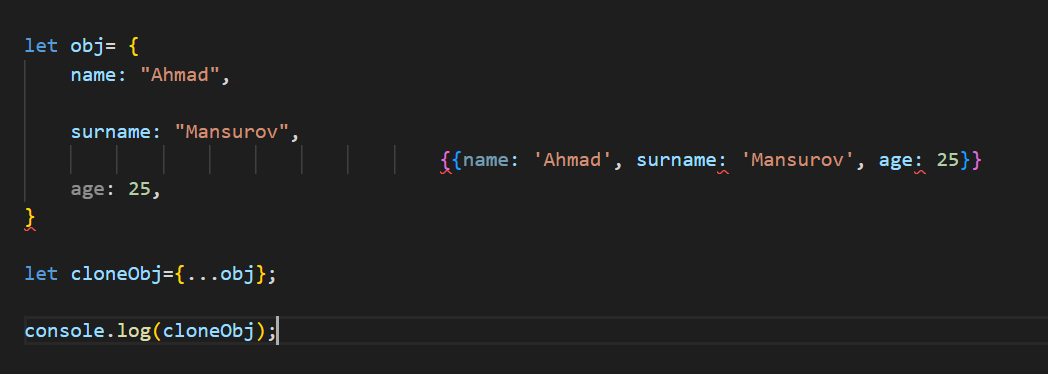 let obj= {
name: "Ahmad",
surname: "Mansurov",
{{name: 'Ahmad', surname: 'Mansurov', age: 25}}
age: 25,
}
let cloneObj={...obj};
console.log(cloneObj);